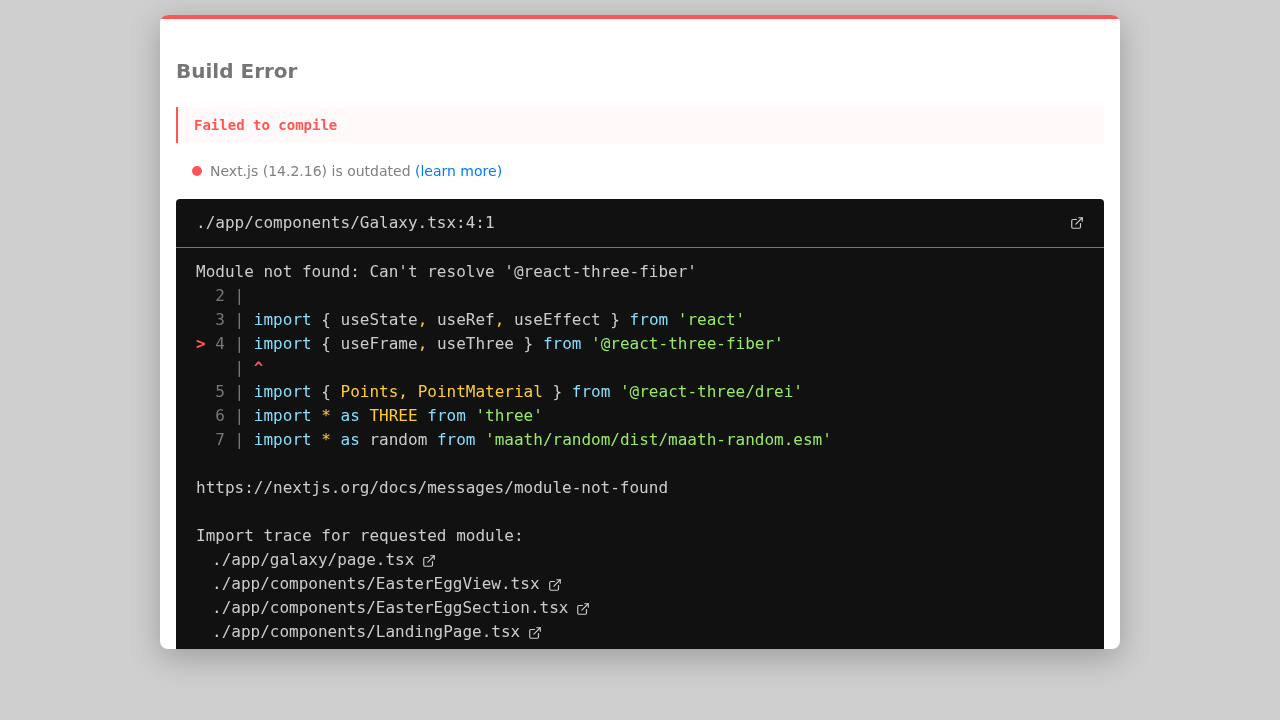 Build Error
Failed to compile
Next.js (14.2.16) is outdated (learn more)
./app/components/Galaxy.tsx:4:1
Module not found: Can't resolve '@react-three-fiber'
  2 |
  3 | import { useState, useRef, useEffect } from 'react'
> 4 | import { useFrame, useThree } from '@react-three-fiber'
    | ^
  5 | import { Points, PointMaterial } from '@react-three/drei'
  6 | import * as THREE from 'three'
  7 | import * as random from 'maath/random/dist/maath-random.esm'
https://nextjs.org/docs/messages/module-not-found
Import trace for requested module:
./app/galaxy/page.tsx
./app/components/EasterEggView.tsx
./app/components/EasterEggSection.tsx
./app/components/LandingPage.tsx